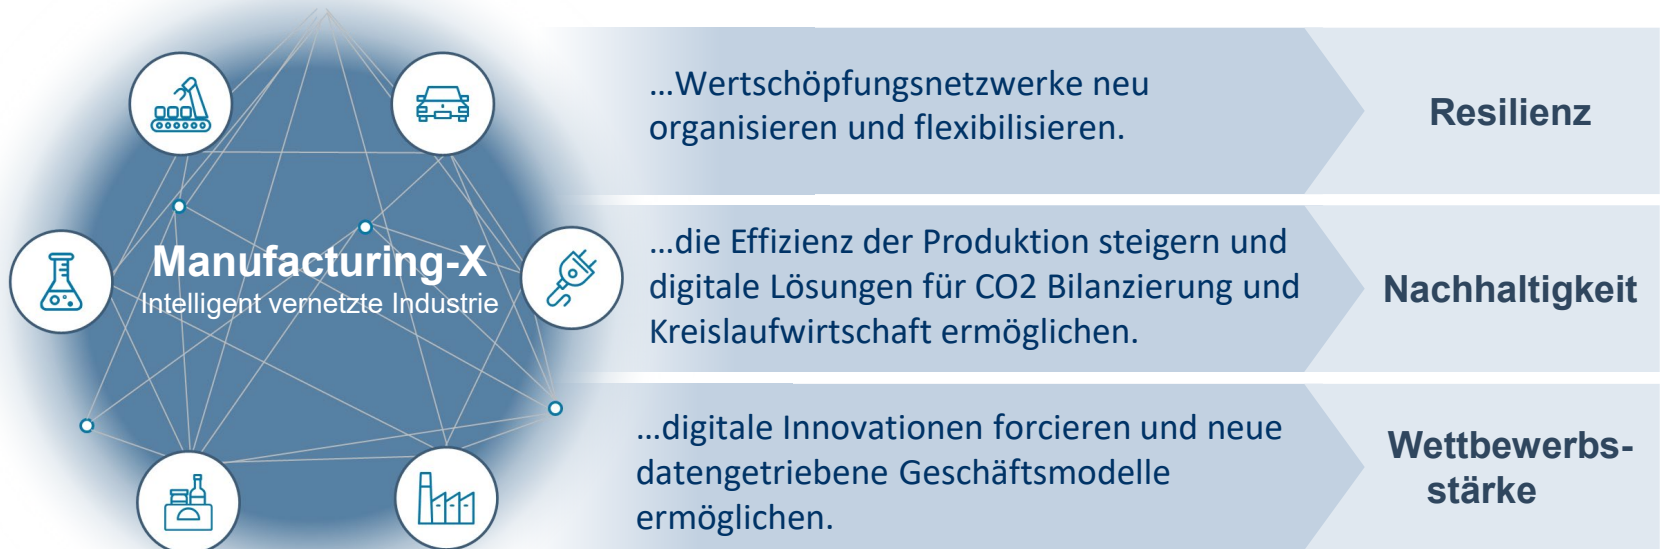 Manufacturing-X
Intelligent vernetzte Industrie
...Wertschöpfungsnetzwerke neu
organisieren und flexibilisieren.
Resilienz
...die Effizienz der Produktion steigern und
digitale Lösungen für CO2 Bilanzierung und
Kreislaufwirtschaft ermöglichen.
Nachhaltigkeit
...digitale Innovationen forcieren und neue
datengetriebene Geschäftsmodelle
ermöglichen.
Wettbewerbs-
stärke